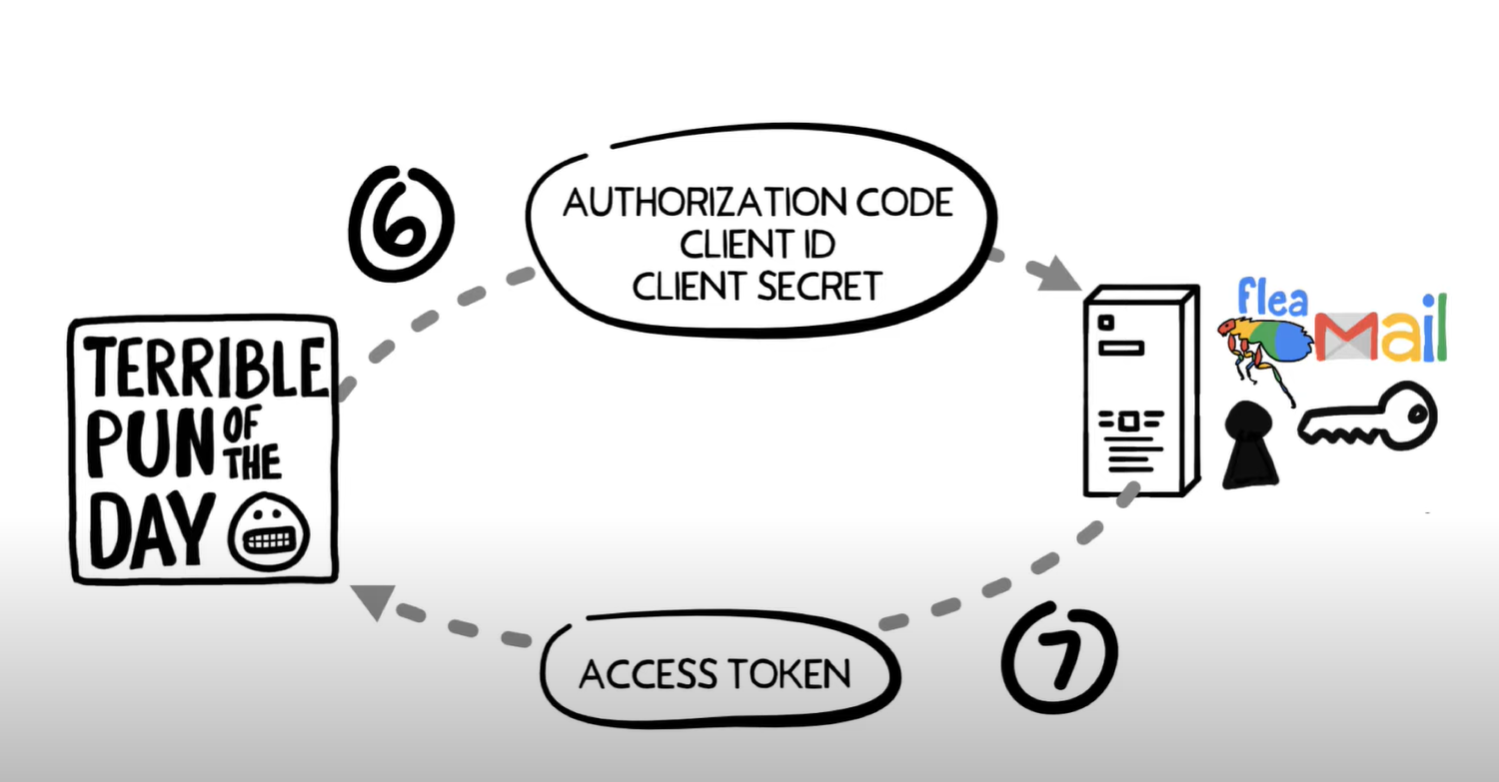 6
AUTHORIZATION CODE
CLIENT ID
CLIENT SECRET
TERRIBLE
PUN OF THE
DAY
flea
Mail
ACCESS TOKEN
7